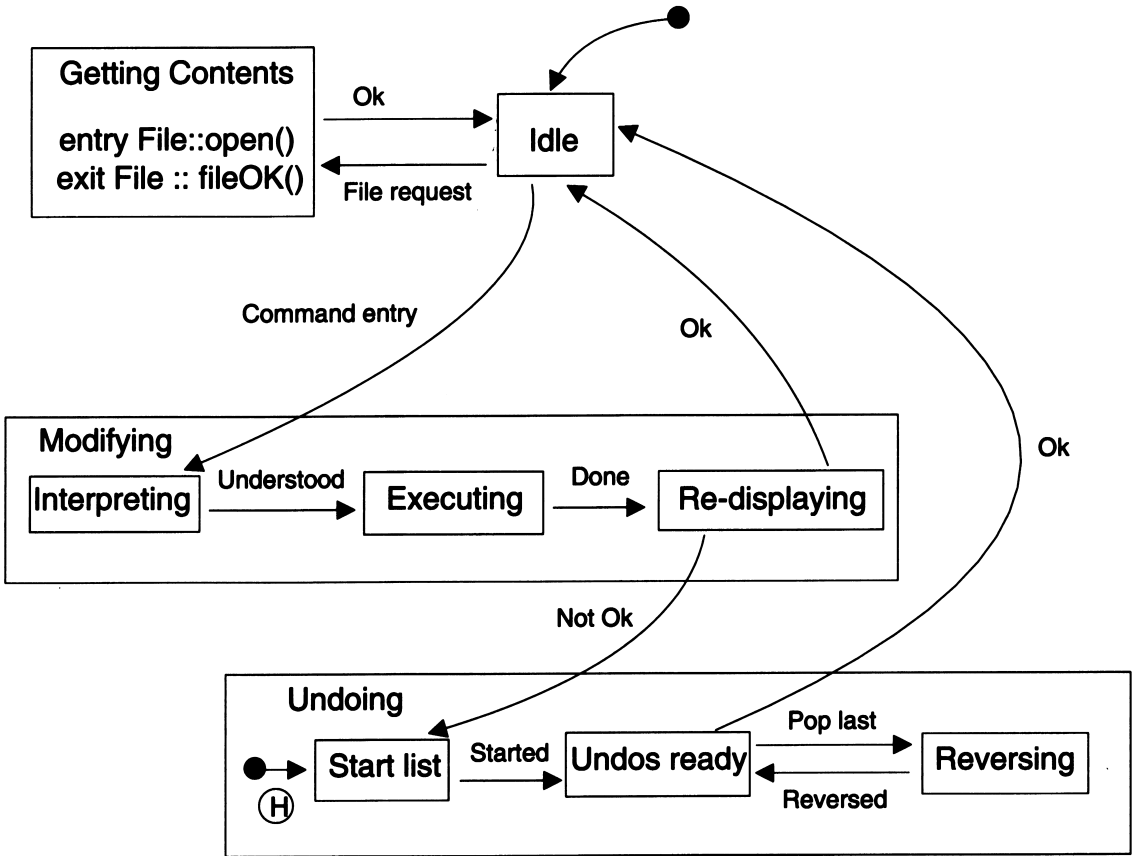 Getting Contents
entry File::open()
exit File :: fileOK()
Ok
Idle
File request
Command entry
Ok
Ok
Modifying
Interpreting
Understood
Executing
Done
Re-displaying
Not Ok
Undoing
H
Start list
Started
Undos ready
Pop last
Reversed
Reversing